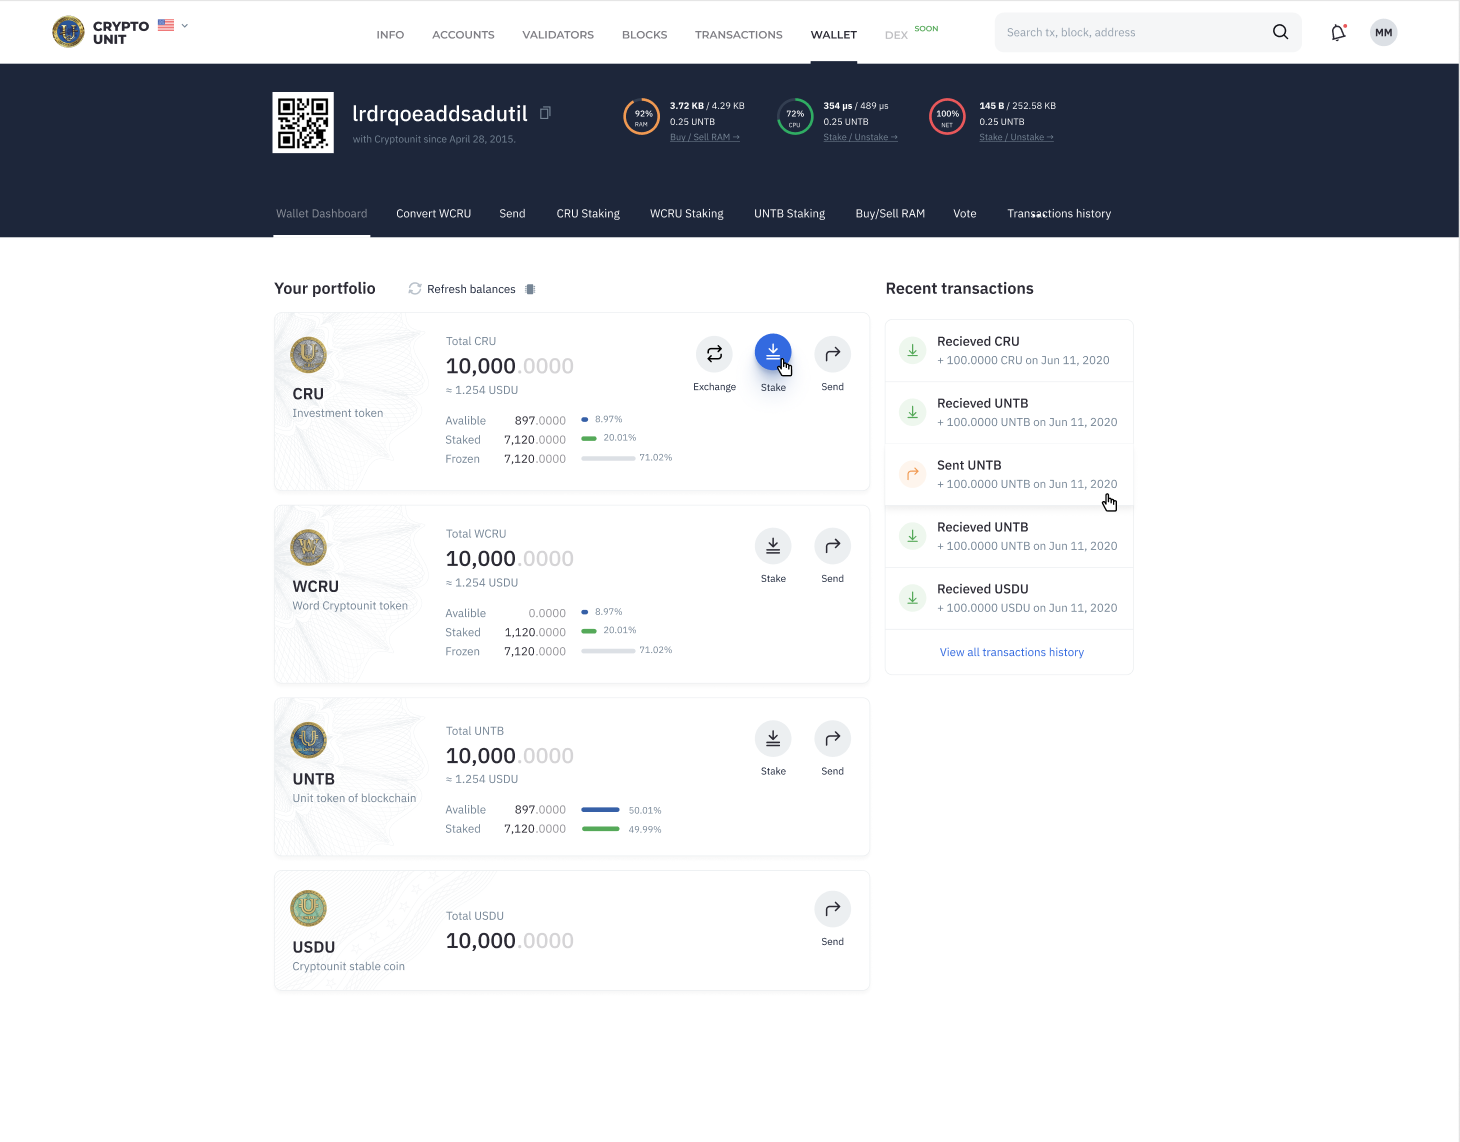 CRYPTO
UNIT
INFO ACCOUNTS VALIDATORS BLOCKS TRANSACTIONS WALLET DEX SOON
Search tx, block, address
MM
lrdrqoeaddsadutil
with Cryptounit since April 28, 2015.
92%
RAM
3.72 KB / 4.29 KB
0.25 UNTB
Buy / Sell RAM →
72%
CPU
354 µs / 489 µs
0.25 UNTB
Stake / Unstake →
100%
NET
145 B / 252.58 KB
0.25 UNTB
Stake / Unstake →
Wallet Dashboard Convert WCRU Send CRU Staking WCRU Staking UNTB Staking Buy/Sell RAM Vote Transactions history
Your portfolio
Refresh balances
CRU
Investment token
Total CRU
10,000.0000
≈ 1.254 USDU
Avalible 897.0000 8.97%
Staked 7,120.0000 20.01%
Frozen 7,120.0000 71.02%
Exchange
Stake
Send
WCRU
Word Cryptounit token
Total WCRU
10,000.0000
≈ 1.254 USDU
Avalible 0.0000 8.97%
Staked 1,120.0000 20.01%
Frozen 7,120.0000 71.02%
Stake
Send
UNTB
Unit token of blockchain
Total UNTB
10,000.0000
≈ 1.254 USDU
Avalible 897.0000 50.01%
Staked 7,120.0000 49.99%
Stake
Send
USDU
Cryptounit stable coin
Total USDU
10,000.0000
Send
Recent transactions
Recieved CRU
+ 100.0000 CRU on Jun 11, 2020
Recieved UNTB
+ 100.0000 UNTB on Jun 11, 2020
Sent UNTB
+ 100.0000 UNTB on Jun 11, 2020
Recieved UNTB
+ 100.0000 UNTB on Jun 11, 2020
Recieved USDU
+ 100.0000 USDU on Jun 11, 2020
View all transactions history